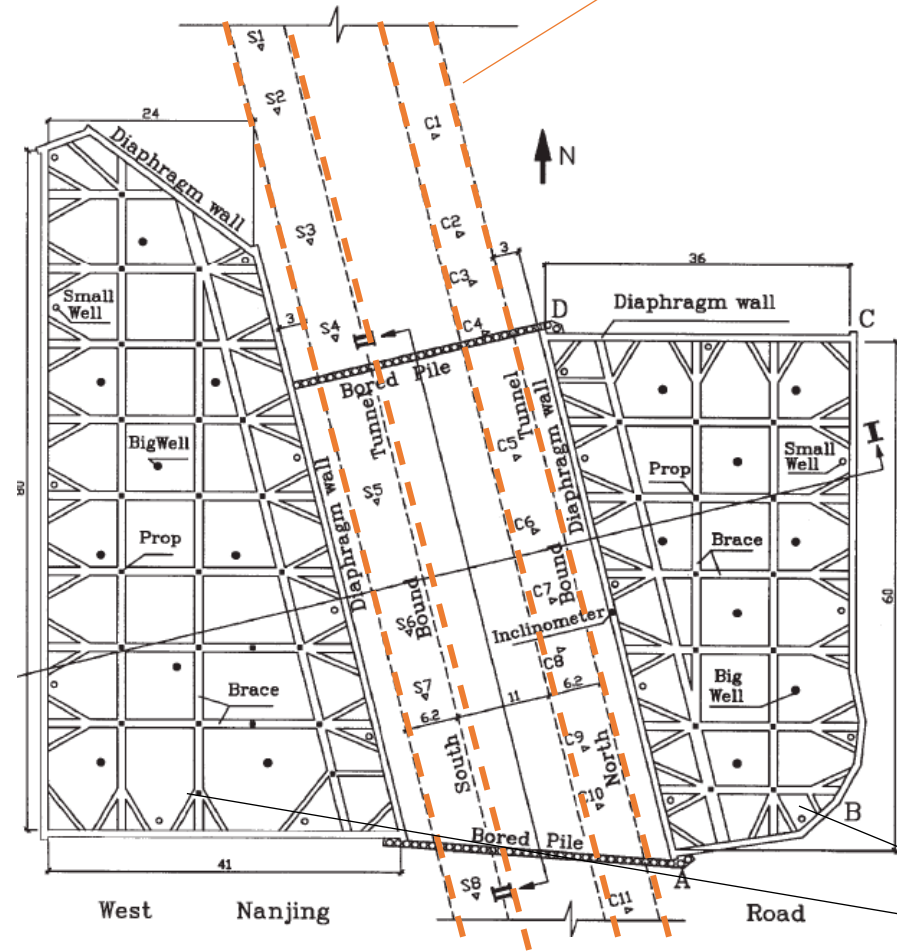 S1
S2
C1
24
Diaphragm wall
N
S3
C2
3
C3
36
Small
Well
3
S4
C4
D
Diaphragm wall
C
II
Bored Pile
Tunnel
Tunnel
Diaphragm wall
BigWell
C5
Prop
Small
Well
I
80
Diaphragm wall
S5
C6
Prop
Brace
Bound
Bound
C7
60
S6
Inclinometer
C8
S7
Big
Well
Brace
6.2
11
6.2
C9
South
North
C10
B
Bored Pile
A
41
S8
II
C11
West Nanjing Road